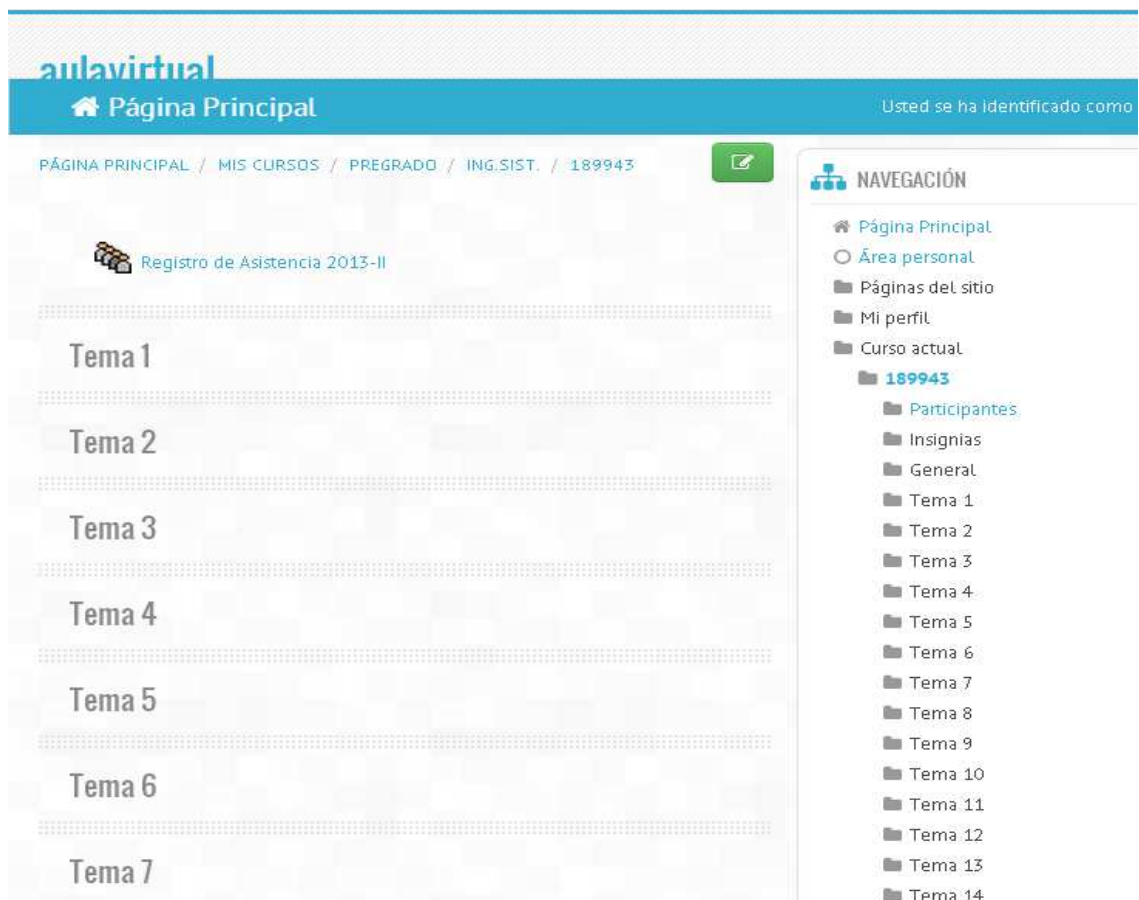 aulavirtual
Página Principal
Usted se ha identificado como
PÁGINA PRINCIPAL / MIS CURSOS / PREGRADO / ING.SIST. / 189943
Registro de Asistencia 2013-II
Tema 1
Tema 2
Tema 3
Tema 4
Tema 5
Tema 6
Tema 7
NAVEGACIÓN
Página Principal
Área personal
Páginas del sitio
Mi perfil
Curso actual
189943
Participantes
Insignias
General
Tema 1
Tema 2
Tema 3
Tema 4
Tema 5
Tema 6
Tema 7
Tema 8
Tema 9
Tema 10
Tema 11
Tema 12
Tema 13
Tema 14